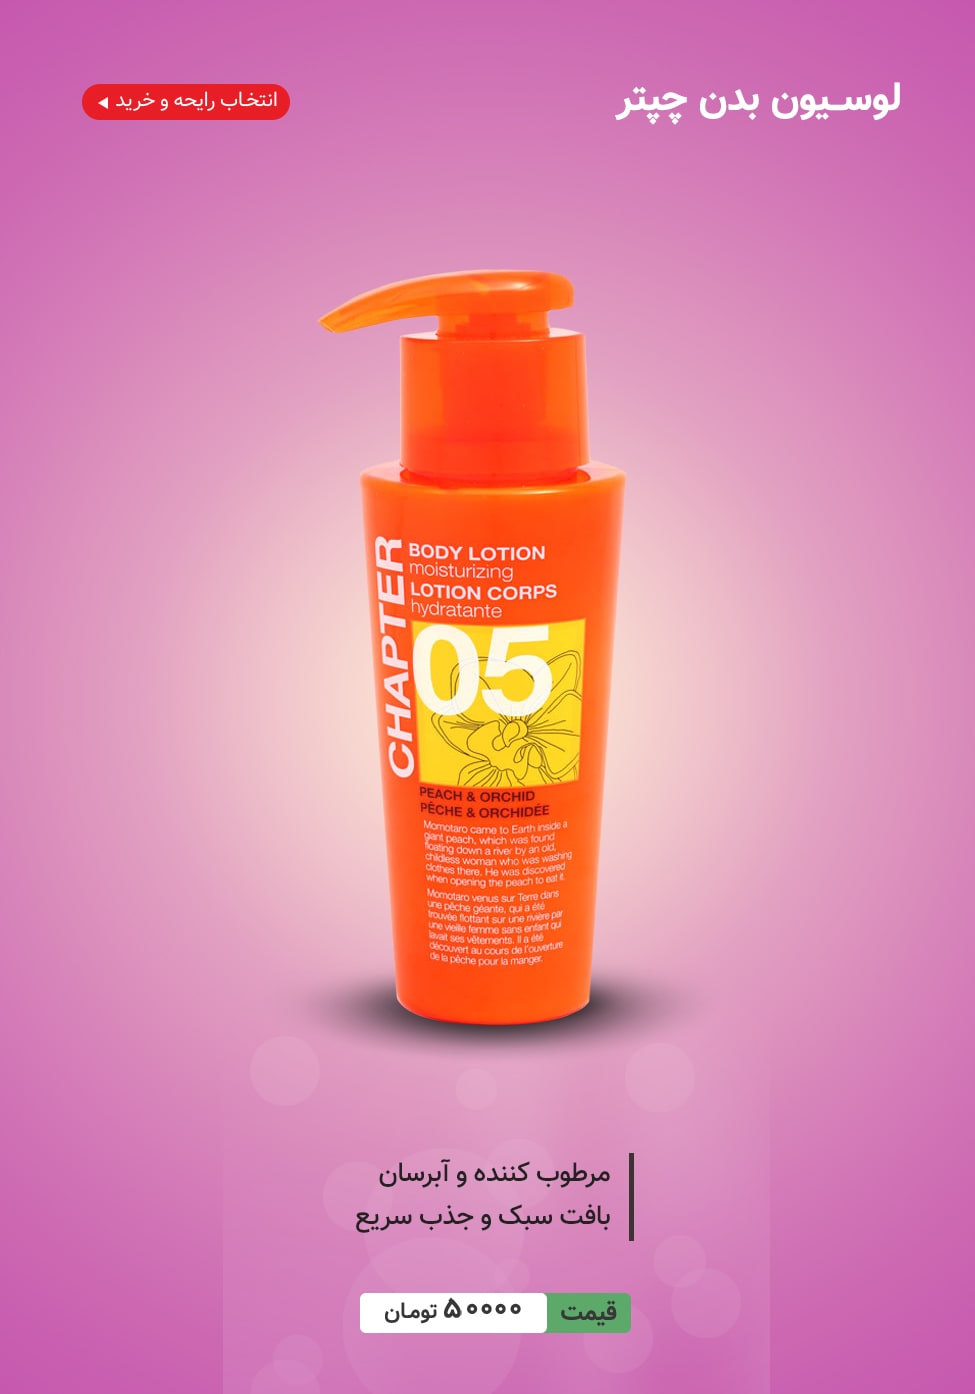 لوسیون بدن چپتر
انتخاب رایحه و خرید
CHAPTER
BODY LOTION
moisturizing
LOTION CORPS
hydratante
05
PEACH & ORCHID
PÊCHE & ORCHIDÉE
Momotaro came to Earth inside a
giant peach, which was found
floating down a river by an old,
childless woman who was washing
clothes there. He was discovered
when opening the peach to eat it.
Momotaro venus sur Terre dans
une pêche géante, qui a été
trouvée flottant sur une rivière par
une vieille femme sans enfant qui
lavait ses vêtements. Il a été
découvert au cours de l'ouverture
de la pêche pour la manger.
مرطوب کننده و آبرسان
بافت سبک و جذب سریع
قیمت
۵۰۰۰۰ تومان